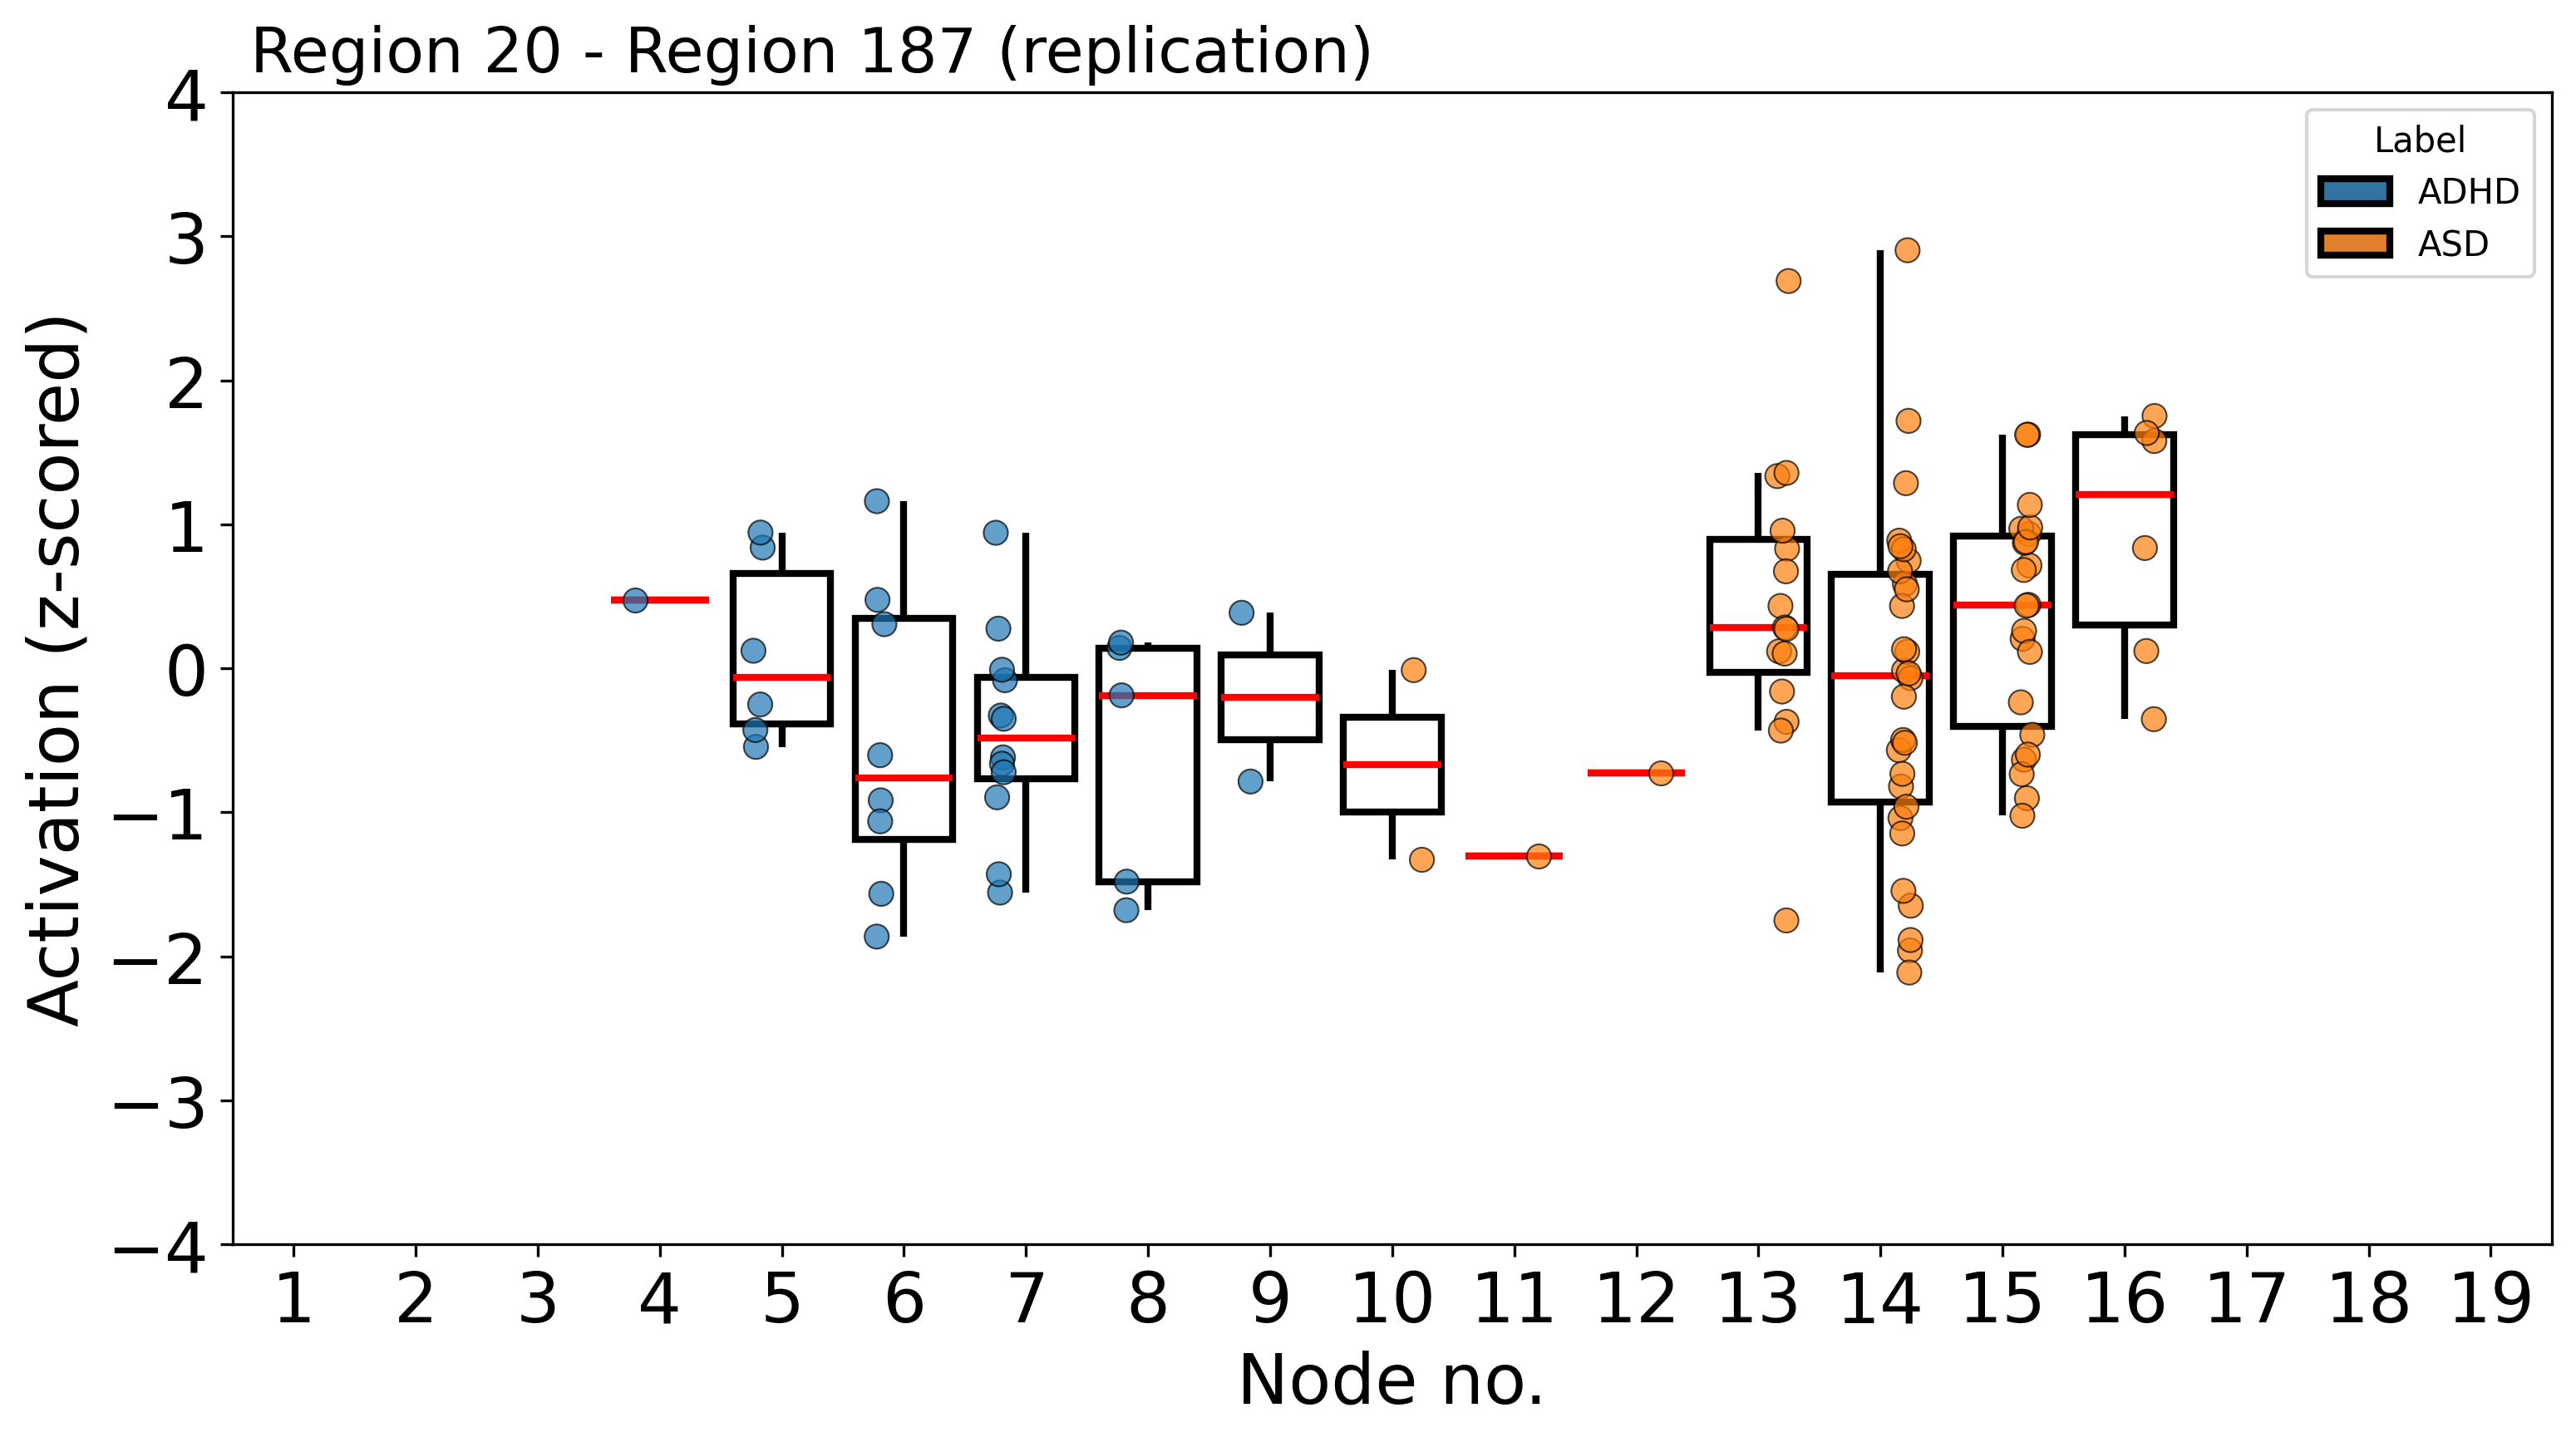 Region 20 - Region 187 (replication)
4
3
2
1
0
−1
−2
−3
−4
Activation (z-scored)
Label
ADHD
ASD
1 2 3 4 5 6 7 8 9 10 11 12 13 14 15 16 17 18 19
Node no.